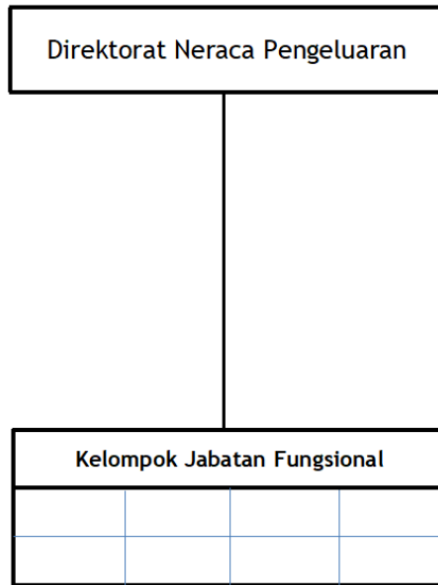 Direktorat Neraca Pengeluaran
Kelompok Jabatan Fungsional